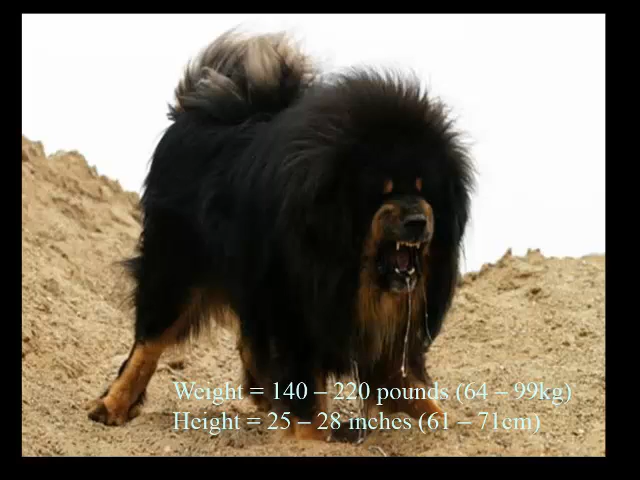 Weight = 140 – 220 pounds (64 – 99kg)
Height = 25 – 28 inches (61 – 71cm)